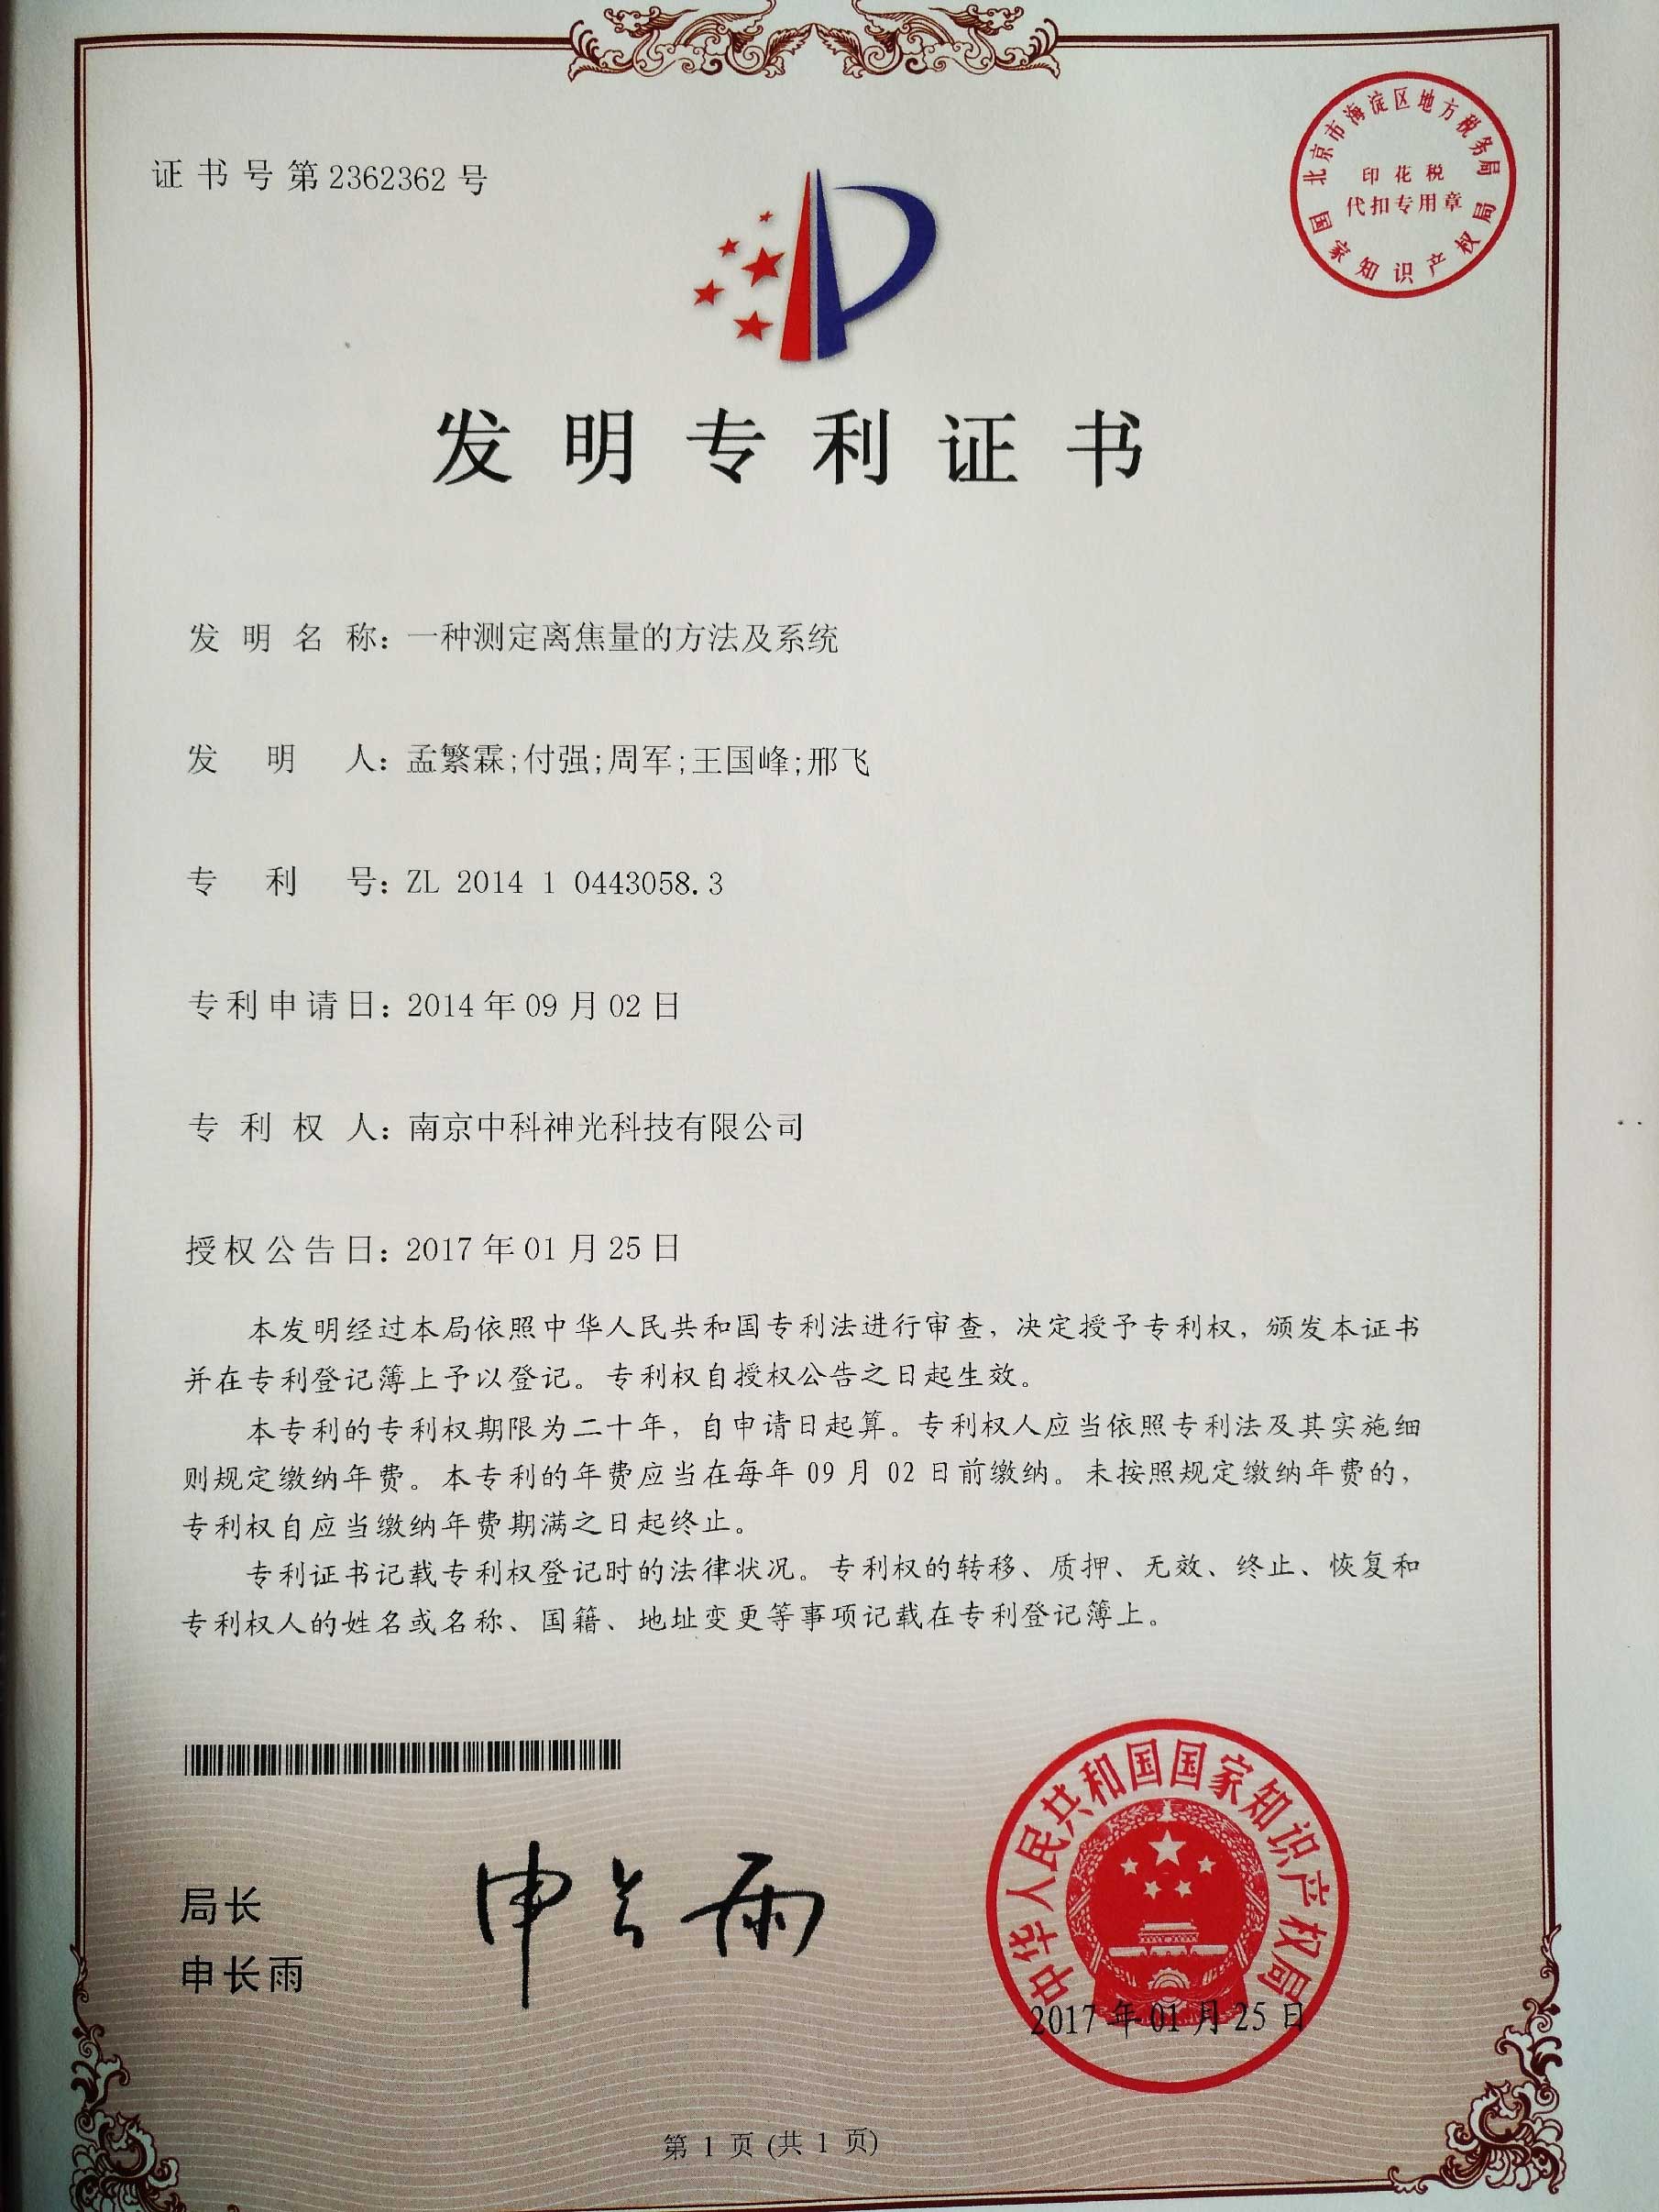 证书号第2362362号
北京市海淀区地方税务局
印花税
代扣专用章
国家知识产权局
发明专利证书
发明名称：一种测定离焦量的方法及系统
发明人：孟繁霖;付强;周军;王国峰;邢飞
专利号：ZL 2014 1 0443058.3
专利申请日：2014年09月02日
专利权人：南京中科神光科技有限公司
授权公告日：2017年01月25日
本发明经过本局依照中华人民共和国专利法进行审查，决定授予专利权，颁发本证书
并在专利登记簿上予以登记。专利权自授权公告之日起生效。
本专利的专利权期限为二十年，自申请日起算。专利权人应当依照专利法及其实施细
则规定缴纳年费。本专利的年费应当在每年09月02日前缴纳。未按照规定缴纳年费的，
专利权自应当缴纳年费期满之日起终止。
专利证书记载专利权登记时的法律状况。专利权的转移、质押、无效、终止、恢复和
专利权人的姓名或名称、国籍、地址变更等事项记载在专利登记簿上。
局长
申长雨
申长雨
中华人民共和国国家知识产权局
2017年01月25日
第1页(共1页)